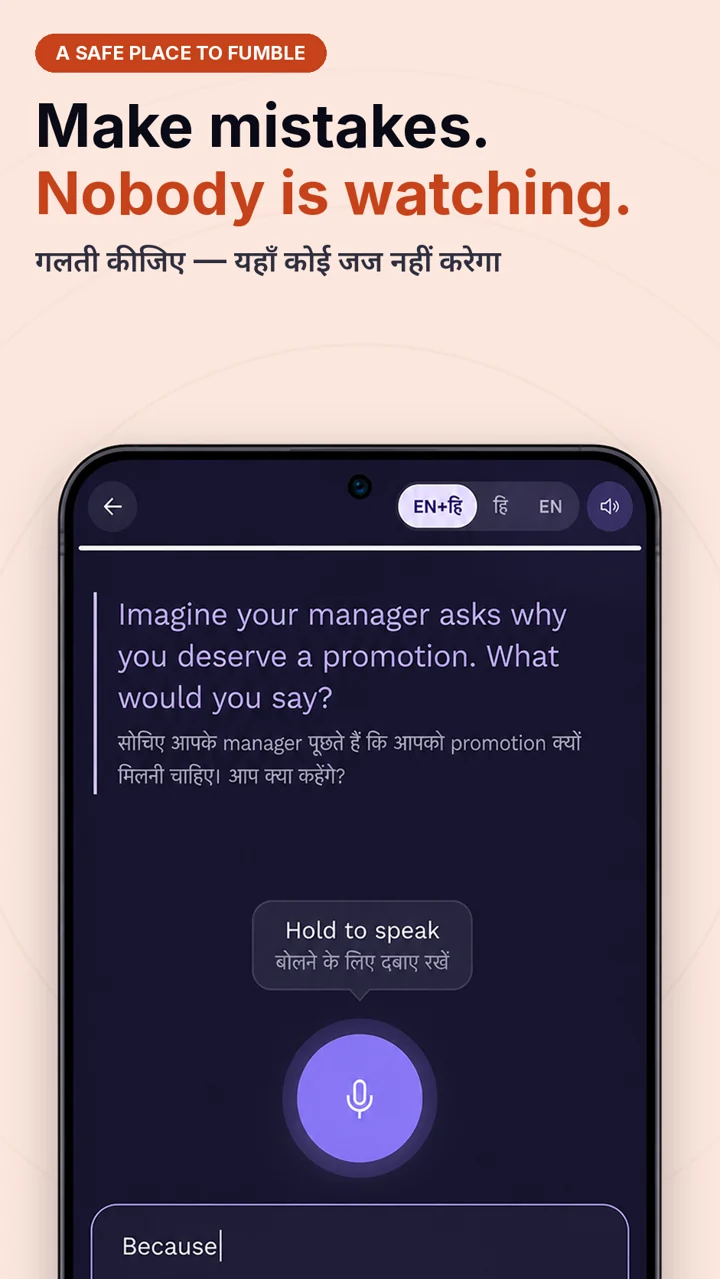 A SAFE PLACE TO FUMBLE
Make mistakes.
Nobody is watching.
गलती कीजिए — यहाँ कोई जज नहीं करेगा
EN+हि हि EN
Imagine your manager asks why
you deserve a promotion. What
would you say?
सोचिए आपके manager पूछते हैं कि आपको promotion क्यों
मिलनी चाहिए। आप क्या कहेंगे?
Hold to speak
बोलने के लिए दबाए रखें
Because